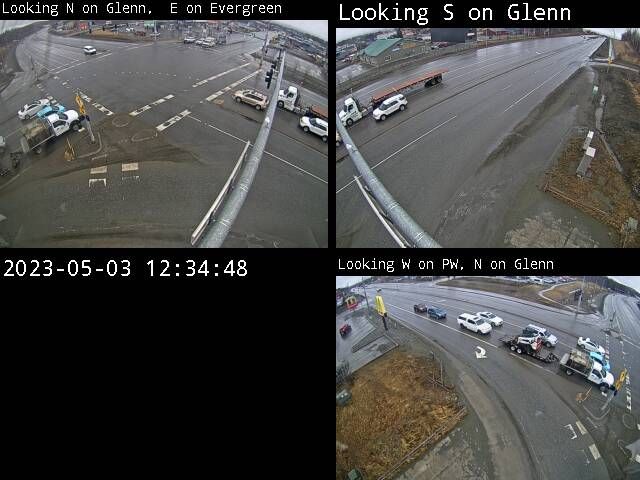 Looking N on Glenn,  E on Evergreen
Looking S on Glenn
2023-05-03 12:34:48
Looking W on PW, N on Glenn